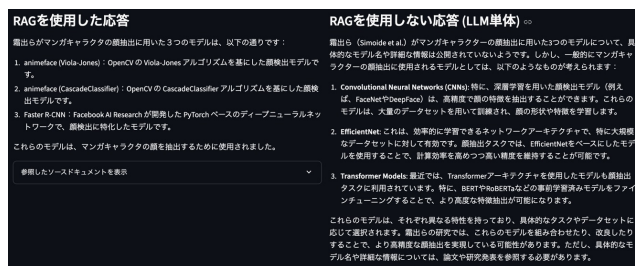 RAGを使用した応答
霜出らがマンガキャラクタの顔抽出に用いた３つのモデルは、以下の通りです：
1. animeface (Viola-Jones)：OpenCV の Viola-Jones アルゴリズムを基にした顔検出モデルで
す。
2. animeface (CascadeClassifier)：OpenCV の CascadeClassifier アルゴリズムを基にした顔検
出モデルです。
3. Faster R-CNN：Facebook AI Research が開発した PyTorch ベースのディープニューラルネッ
トワークで、顔検出に特化したモデルです。
これらのモデルは、マンガキャラクタの顔を抽出するために使用されました。
参照したソースドキュメントを表示
RAGを使用しない応答 (LLM単体)
霜出ら（Simoide et al.）がマンガキャラクターの顔抽出に用いた3つのモデルについて、具
体的なモデル名や詳細な情報は公開されていないようです。しかし、一般的にマンガキャ
ラクターの顔抽出に使用されるモデルとしては、以下のようなものが考えられます：
1. Convolutional Neural Networks (CNNs): 特に、深層学習を用いた顔検出モデル（例え
ば、FaceNetやDeepFace）は、高精度で顔の特徴を抽出することができます。これら
のモデルは、大量のデータセットを用いて訓練され、顔の形状や特徴を学習します。
2. EfficientNet: これは、効率的に学習できるネットワークアーキテクチャで、特に大規模
なデータセットに対して有効です。顔抽出タスクでは、EfficientNetをベースにしたモデ
ルを使用することで、計算効率を高めつつ高い精度を維持することが可能です。
3. Transformer Models: 最近では、Transformerアーキテクチャを使用したモデルも顔抽出
タスクに利用されています。特に、BERTやRoBERTaなどの事前学習済みモデルをファイ
ンチューニングすることで、より高度な特徴抽出が可能になります。
これらのモデルは、それぞれ異なる特性を持っており、具体的なタスクやデータセットに
応じて選択されます。霜出らの研究では、これらのモデルを組み合わせたり、改良したり
することで、より高精度な顔抽出を実現している可能性があります。ただし、具体的なモ
デル名や詳細な情報については、論文や研究発表を参照する必要があります。